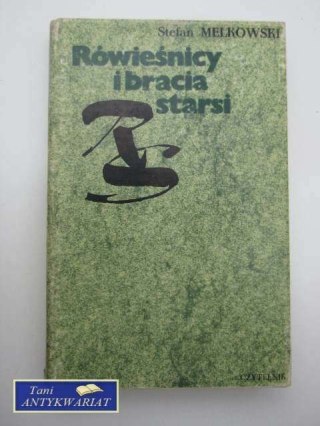 Stefan MELKOWSKI
Rówieśnicy
i bracia
starsi
CZYTELNIK
Tani
ANTYKWARIAT